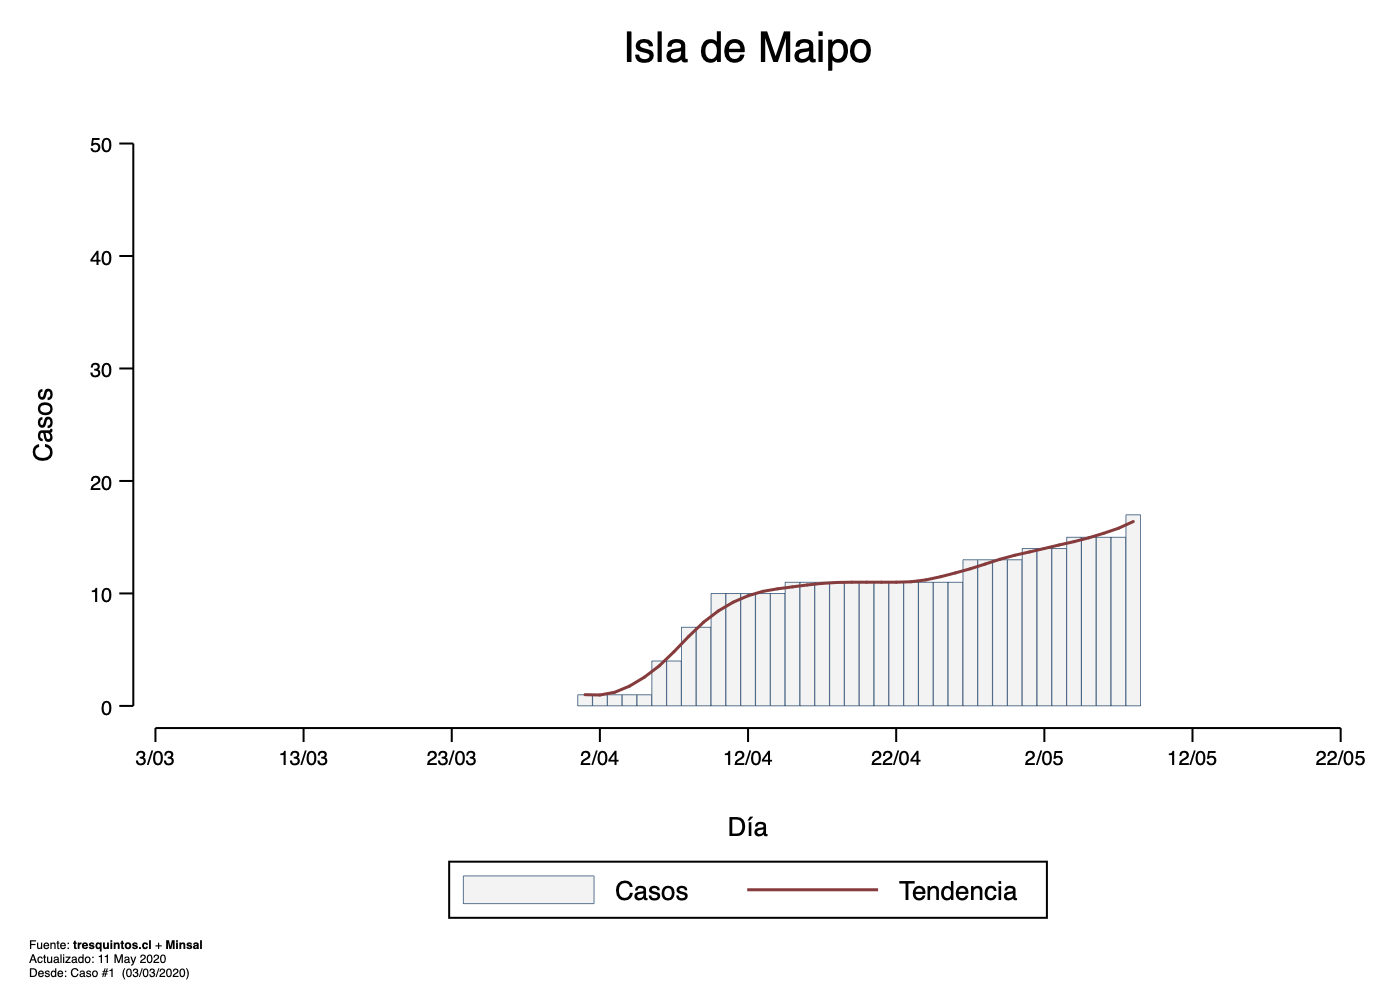 Isla de Maipo
50
40
30
20
10
0
Casos
3/03 13/03 23/03 2/04 12/04 22/04 2/05 12/05 22/05
Día
Casos Tendencia
Fuente: tresquintos.cl + Minsal
Actualizado: 11 May 2020
Desde: Caso #1 (03/03/2020)